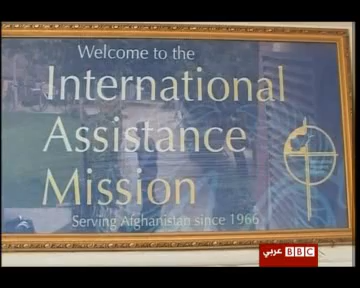 Welcome to the
International
Assistance
Mission
Serving Afghanistan since 1966
عربي BBC